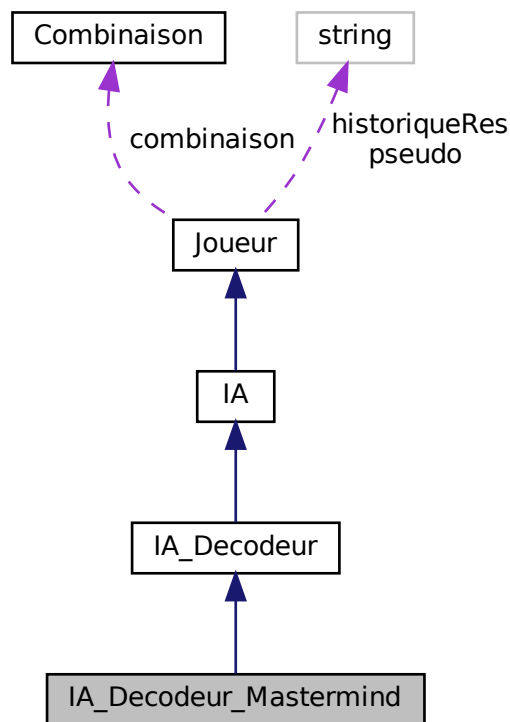 Combinaison
string
combinaison
historiqueRes
pseudo
Joueur
IA
IA_Decodeur
IA_Decodeur_Mastermind